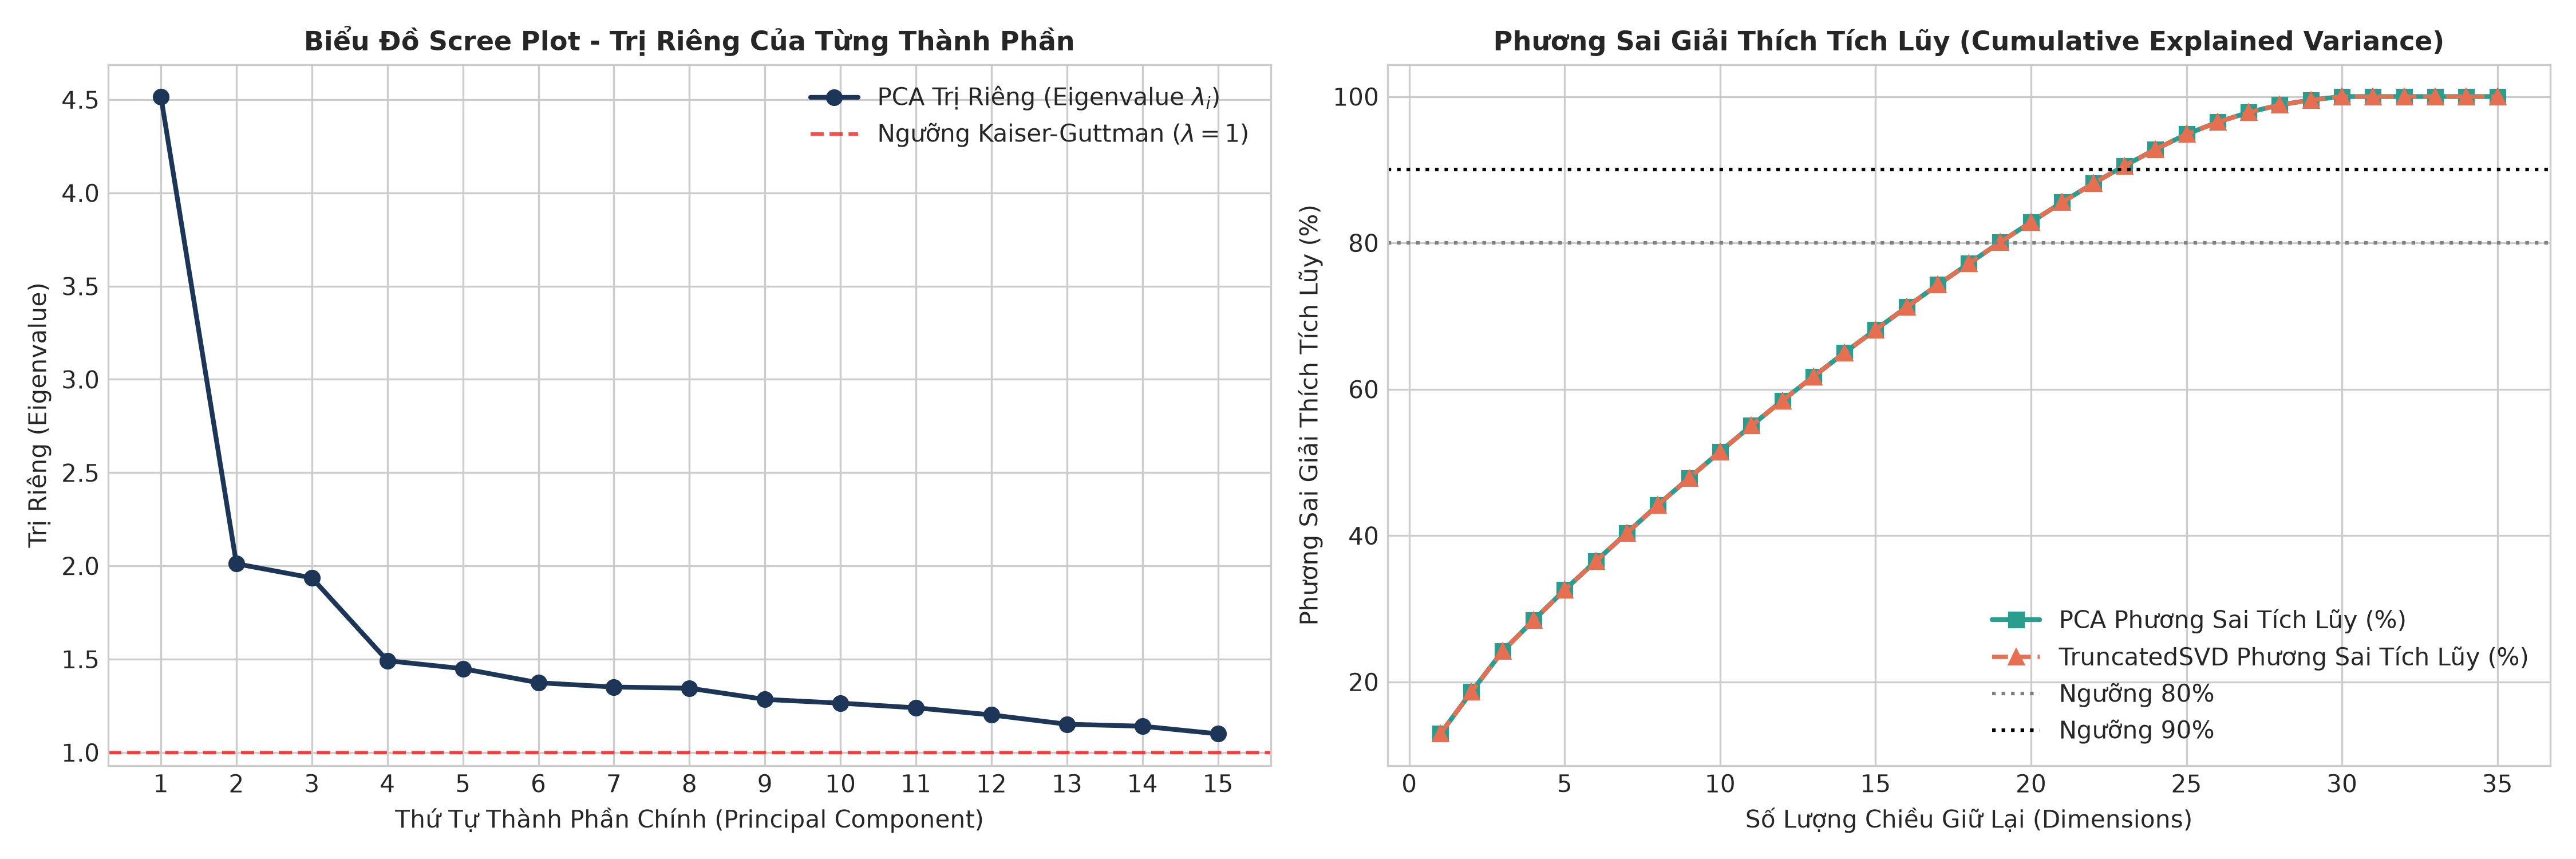 Biểu Đồ Scree Plot - Trị Riêng Của Từng Thành Phần
PCA Trị Riêng (Eigenvalue λi)
Ngưỡng Kaiser-Guttman (λ = 1)
Trị Riêng (Eigenvalue)
4.5
4.0
3.5
3.0
2.5
2.0
1.5
1.0
1 2 3 4 5 6 7 8 9 10 11 12 13 14 15
Thứ Tự Thành Phần Chính (Principal Component)
Phương Sai Giải Thích Tích Lũy (Cumulative Explained Variance)
Phương Sai Giải Thích Tích Lũy (%)
100
80
60
40
20
PCA Phương Sai Tích Lũy (%)
TruncatedSVD Phương Sai Tích Lũy (%)
Ngưỡng 80%
Ngưỡng 90%
0 5 10 15 20 25 30 35
Số Lượng Chiều Giữ Lại (Dimensions)